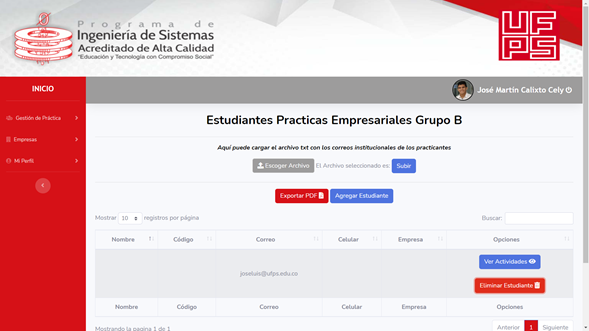 Programa de
Ingeniería de Sistemas
Acreditado de Alta Calidad
"Educación y Tecnología con Compromiso Social"
UFPS
INICIO
José Martín Calixto Cely
Gestión de Práctica
Empresas
Mi Perfil
Estudiantes Practicas Empresariales Grupo B
Aquí puede cargar el archivo txt con los correos institucionales de los practicantes
Escoger Archivo El Archivo seleccionado es: Subir
Exportar PDF Agregar Estudiante
Mostrar 10 registros por página Buscar:
Nombre Código Correo Celular Empresa Opciones
Ver Actividades
joseluis@ufps.edu.co
Eliminar Estudiante
Nombre Código Correo Celular Empresa Opciones
Mostrando la pagina 1 de 1 Anterior 1 Siguiente